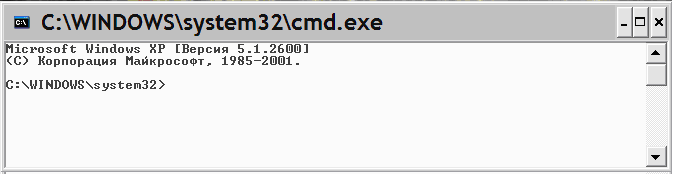 C:\WINDOWS\system32\cmd.exe
Microsoft Windows XP [Версия 5.1.2600]
(С) Корпорация Майкрософт, 1985-2001.
C:\WINDOWS\system32>